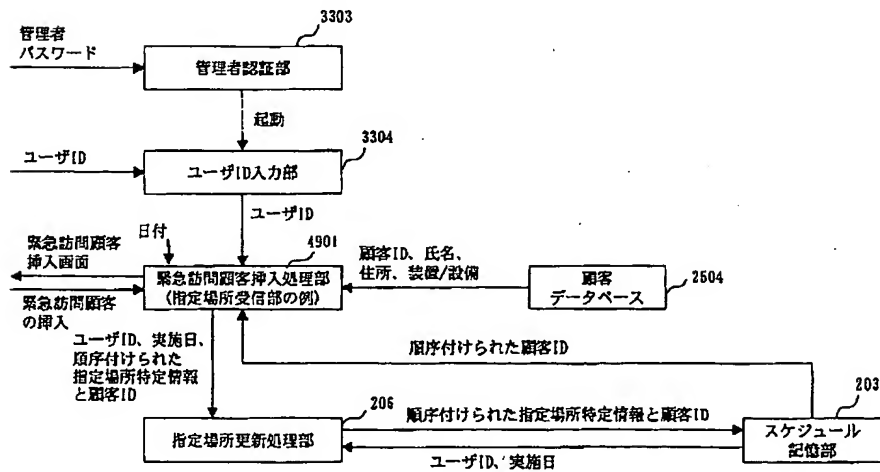 3303
管理者
パスワード
管理者認証部
起動
3304
ユーザID
ユーザID入力部
ユーザID
日付
4901
緊急訪問顧客
挿入画面
緊急訪問顧客挿入処理部
(指定場所受信部の例)
顧客ID、氏名、
住所、装置/設備
顧客
データベース
2504
緊急訪問顧客
の挿入
ユーザID、実施日、
順序付けられた
指定場所特定情報
と顧客ID
順序付けられた顧客ID
206
指定場所更新処理部
順序付けられた指定場所特定情報と顧客ID
203
スケジュール
記憶部
ユーザID、実施日